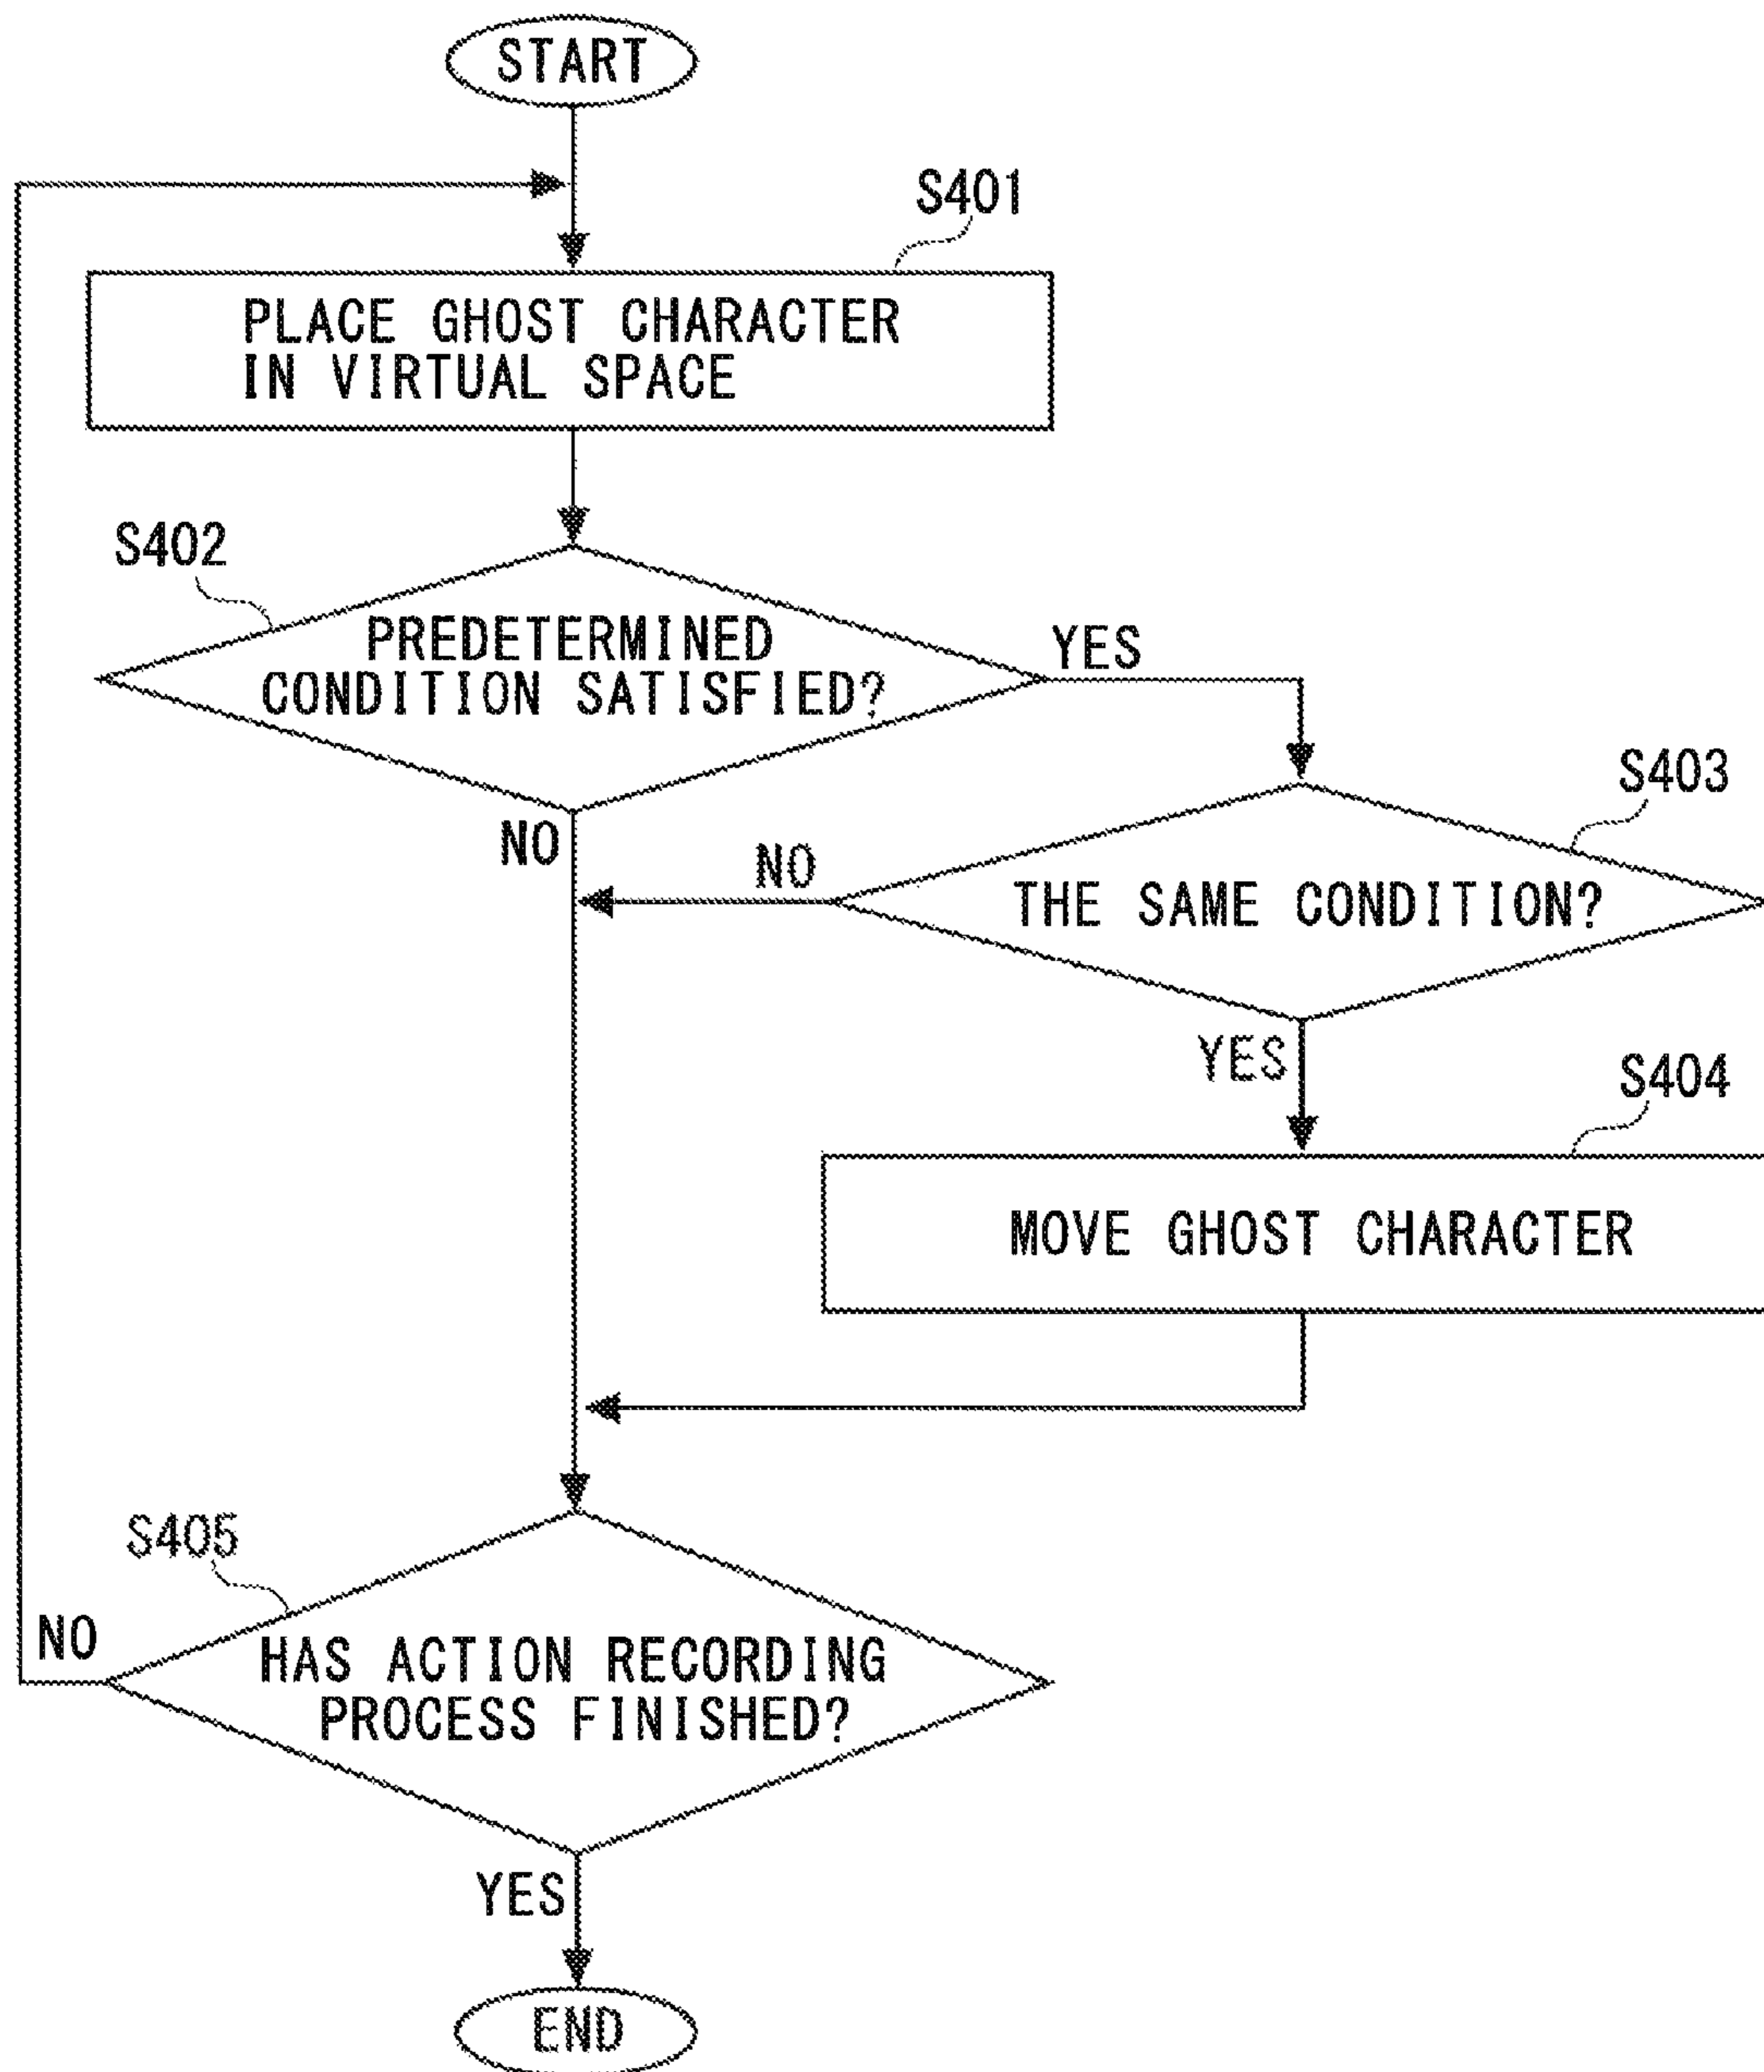 START
S401
PLACE GHOST CHARACTER
IN VIRTUAL SPACE
S402
PREDETERMINED
CONDITION SATISFIED?
YES
NO
S403
NO
THE SAME CONDITION?
YES
S404
MOVE GHOST CHARACTER
S405
NO
HAS ACTION RECORDING
PROCESS FINISHED?
YES
END